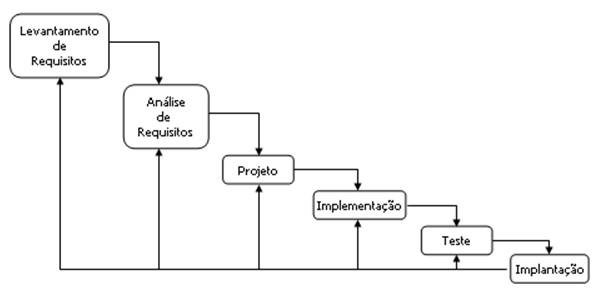 Levantamento
de
Requisitos
Análise
de
Requisitos
Projeto
Implementação
Teste
Implantação